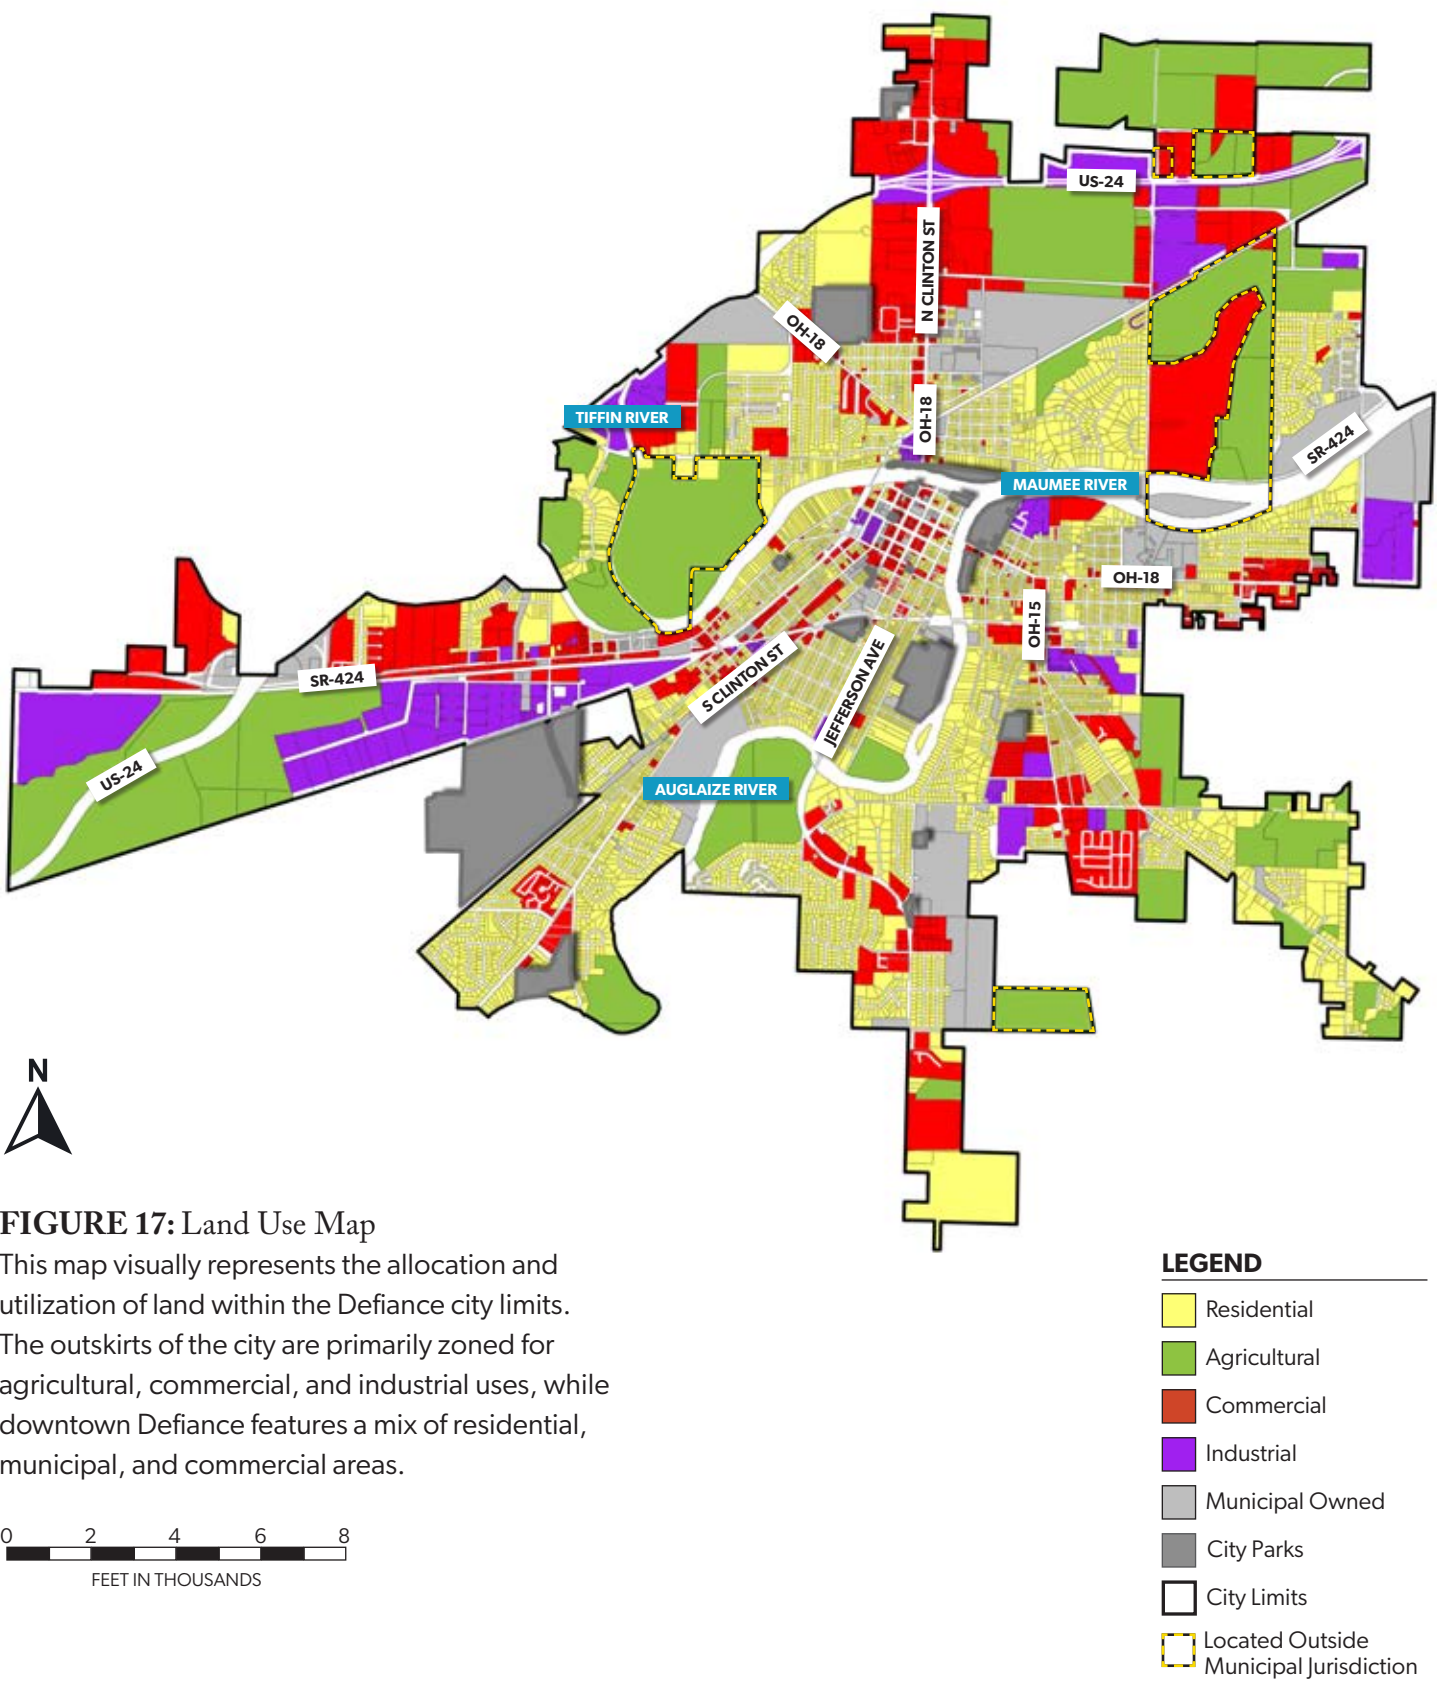 US-24
N CLINTON ST
OH-18
OH-18
TIFFIN RIVER
SR-424
MAUMEE RIVER
OH-18
OH-15
SR-424
S CLINTON ST
JEFFERSON AVE
US-24
AUGLAIZE RIVER
N
FIGURE 17: Land Use Map
This map visually represents the allocation and
utilization of land within the Defiance city limits.
The outskirts of the city are primarily zoned for
agricultural, commercial, and industrial uses, while
downtown Defiance features a mix of residential,
municipal, and commercial areas.
0 2 4 6 8
FEET IN THOUSANDS
LEGEND
Residential
Agricultural
Commercial
Industrial
Municipal Owned
City Parks
City Limits
Located Outside
Municipal Jurisdiction